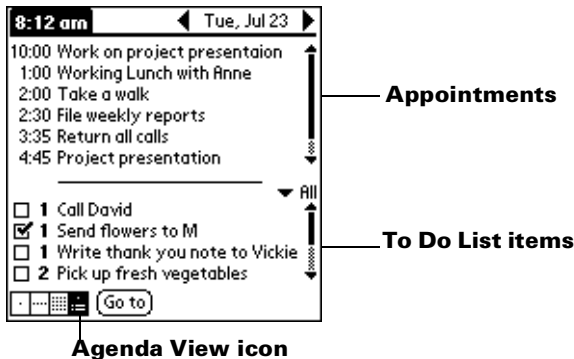 8:12 am Tue, Jul 23
10:00 Work on project presentaion
1:00 Working Lunch with Anne
2:00 Take a walk
2:30 File weekly reports
3:35 Return all calls
4:45 Project presentation
Appointments
All
1 Call David
1 Send flowers to M
1 Write thank you note to Vickie
2 Pick up fresh vegetables
To Do List items
Go to
Agenda View icon